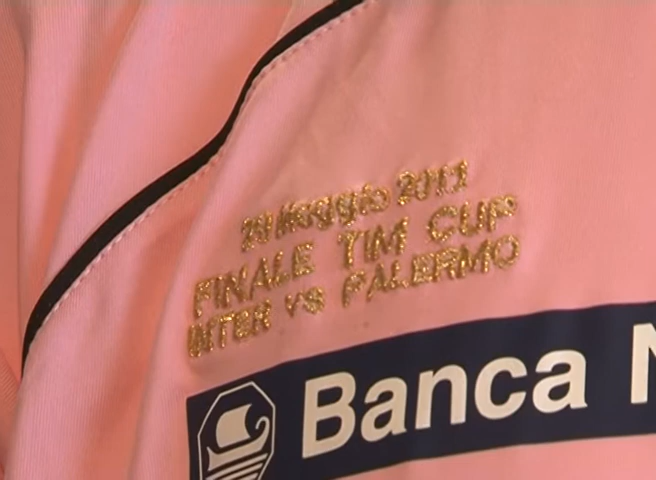 29 Maggio 2011
FINALE TIM CUP
INTER vs PALERMO
Banca N